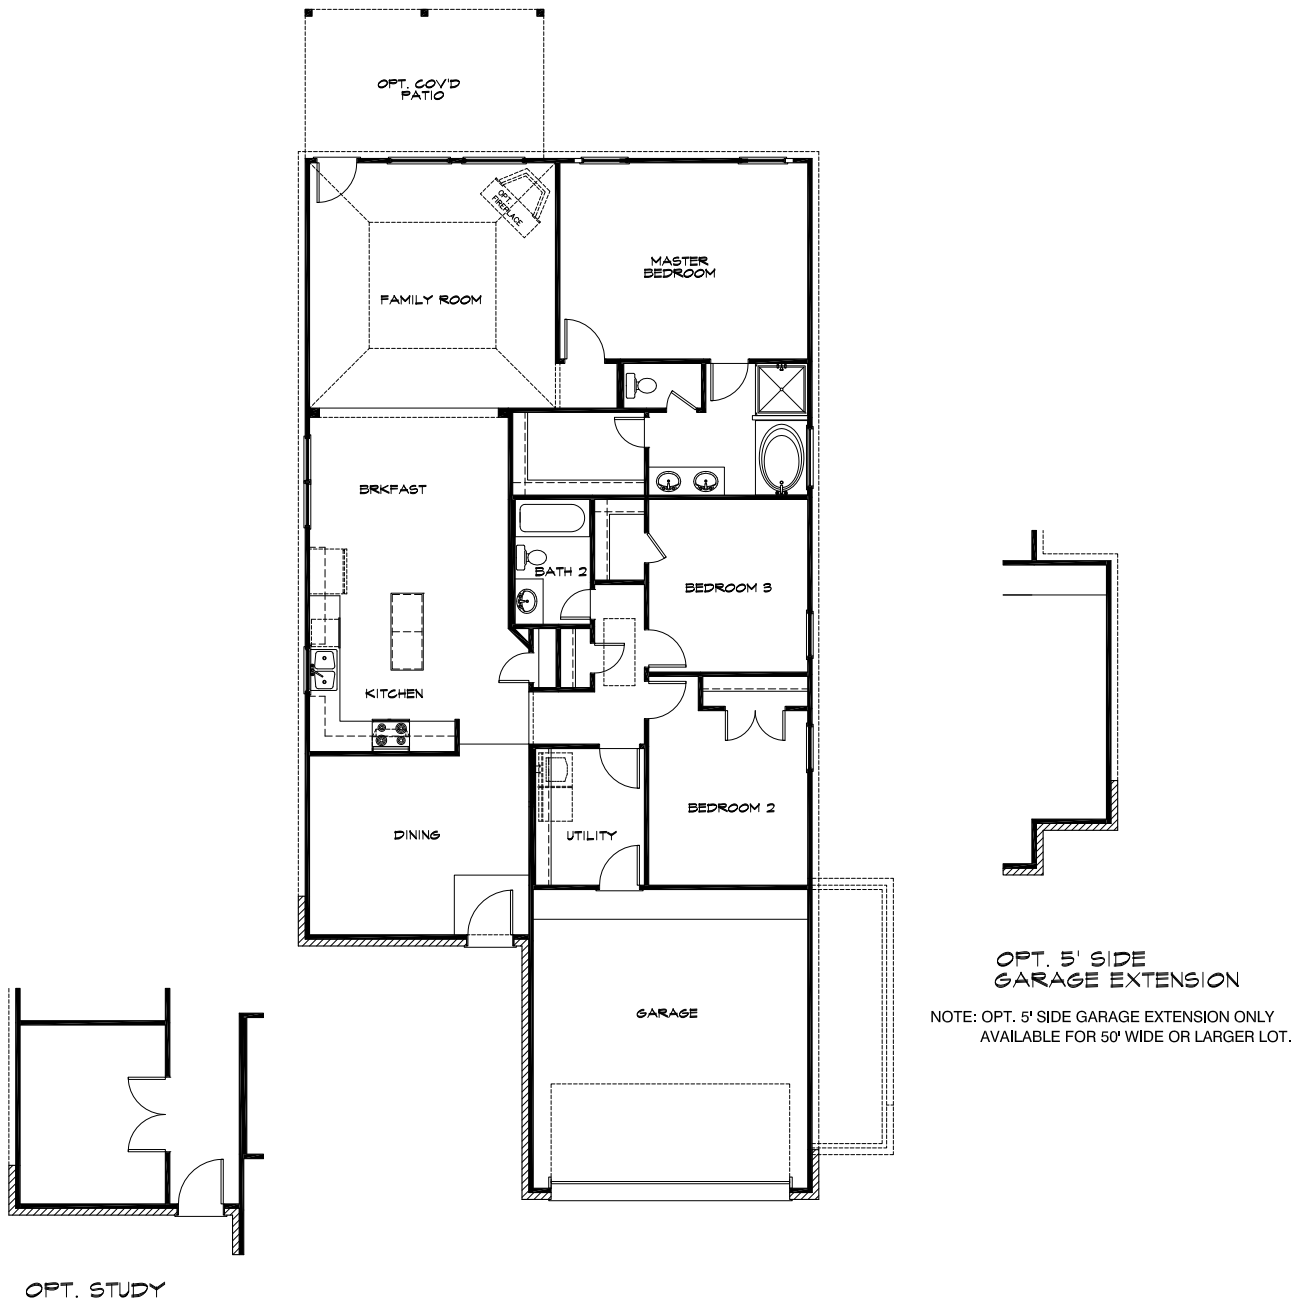 OPT. COV'D
PATIO
OPT.
FIREPLACE
MASTER
BEDROOM
FAMILY ROOM
BRKFAST
BATH 2
BEDROOM 3
KITCHEN
BEDROOM 2
DINING
UTILITY
GARAGE
OPT. 5' SIDE
GARAGE EXTENSION
NOTE: OPT. 5' SIDE GARAGE EXTENSION ONLY
AVAILABLE FOR 50' WIDE OR LARGER LOT.
OPT. STUDY